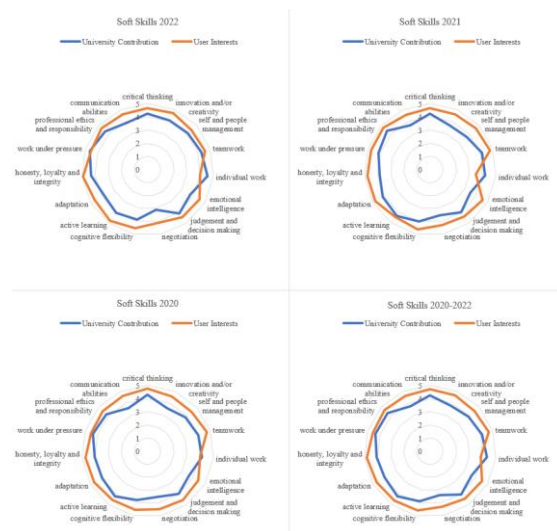 Soft Skills 2022
University Contribution
User Interests
critical thinking
innovation and/or
creativity
self and people
management
teamwork
individual work
emotional
intelligence
judgement and
decision making
negotiation
cognitive flexibility
active learning
adaptation
honesty, loyalty and
integrity
work under pressure
professional ethics
and responsibility
communication
abilities
5
4
3
2
1
0
Soft Skills 2021
University Contribution
User Interests
critical thinking
innovation and/or
creativity
self and people
management
teamwork
individual work
emotional
intelligence
judgement and
decision making
negotiation
cognitive flexibility
active learning
adaptation
honesty, loyalty and
integrity
work under pressure
professional ethics
and responsibility
communication
abilities
5
4
3
2
1
0
Soft Skills 2020
University Contribution
User Interests
critical thinking
innovation and/or
creativity
self and people
management
teamwork
individual work
emotional
intelligence
judgement and
decision making
negotiation
cognitive flexibility
active learning
adaptation
honesty, loyalty and
integrity
work under pressure
professional ethics
and responsibility
communication
abilities
5
4
3
2
1
0
Soft Skills 2020-2022
University Contribution
User Interests
critical thinking
innovation and/or
creativity
self and people
management
teamwork
individual work
emotional
intelligence
judgement and
decision making
negotiation
cognitive flexibility
active learning
adaptation
honesty, loyalty and
integrity
work under pressure
professional ethics
and responsibility
communication
abilities
5
4
3
2
1
0